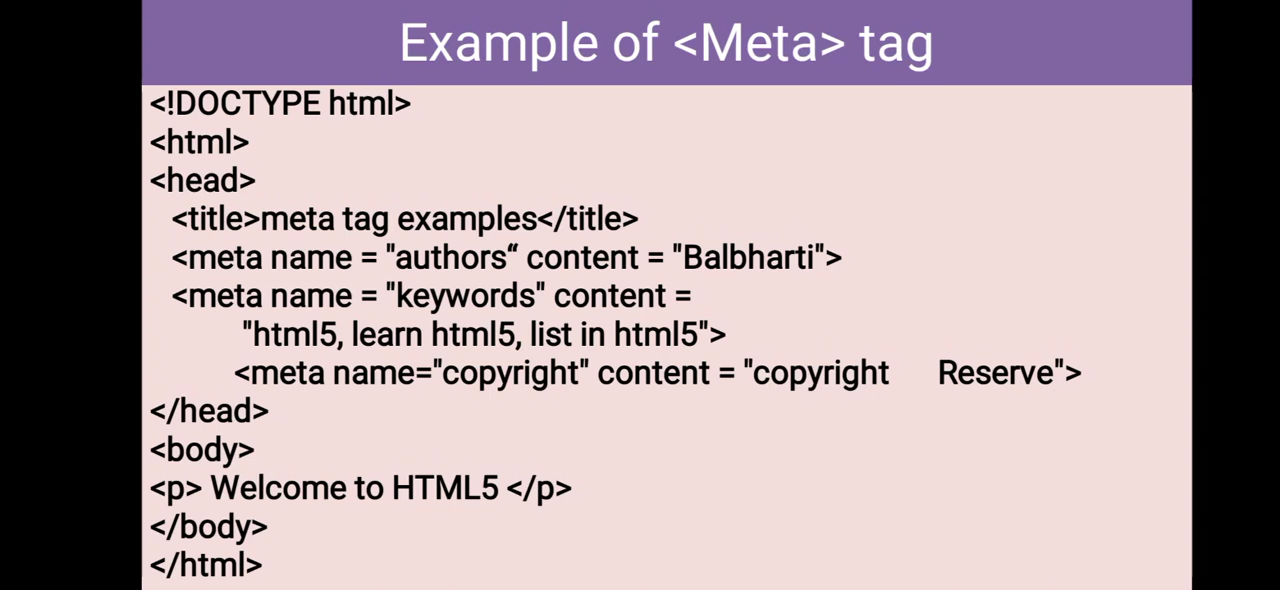 Example of <Meta> tag
<!DOCTYPE html>
<html>
<head>
<title>meta tag examples</title>
<meta name = "authors“ content = "Balbharti">
<meta name = "keywords" content =
"html5, learn html5, list in html5">
<meta name="copyright" content = "copyright Reserve">
</head>
<body>
<p> Welcome to HTML5 </p>
</body>
</html>